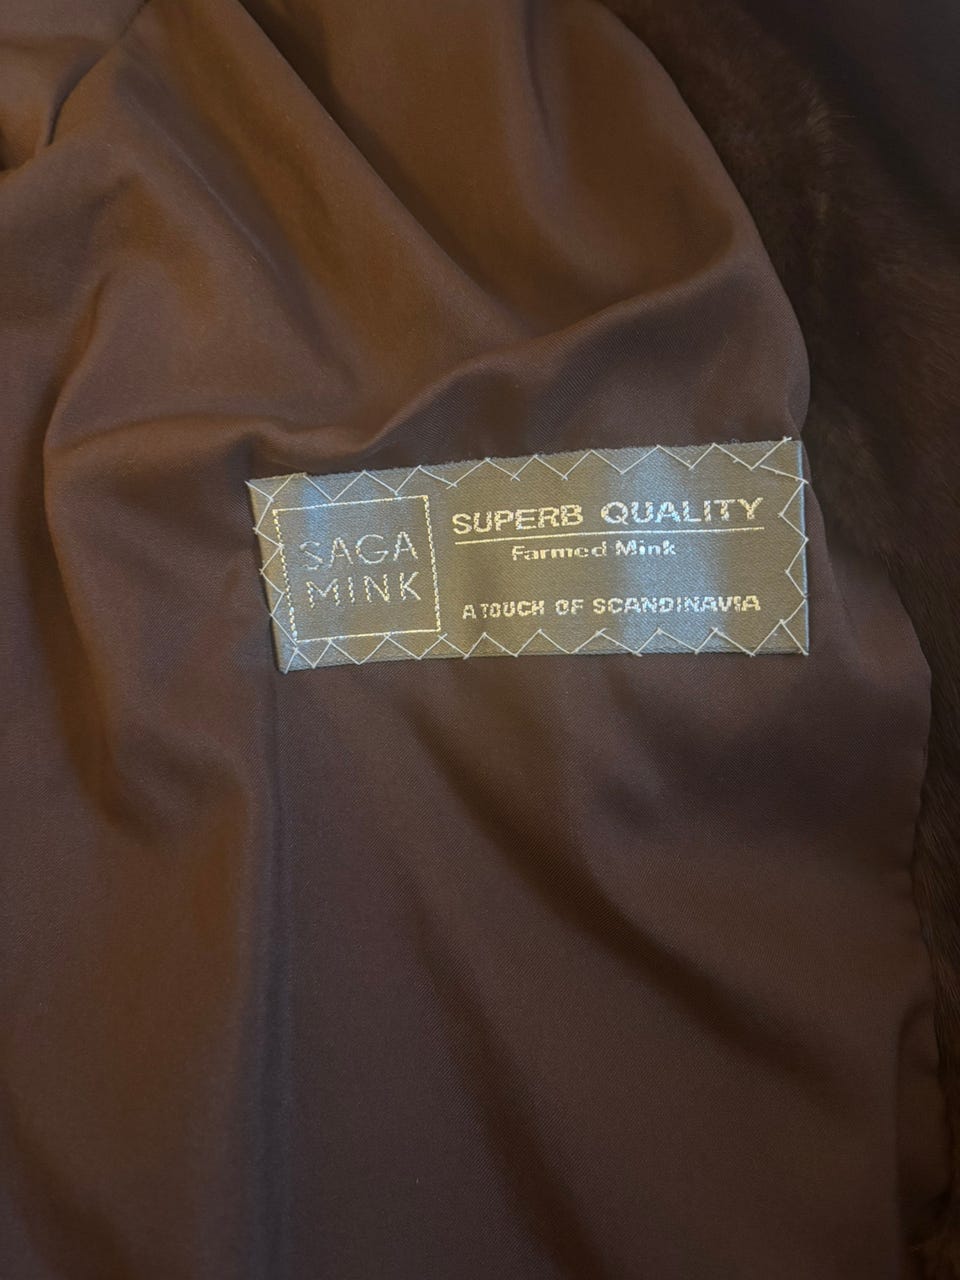 SAGA
MINK
SUPERB QUALITY
Farmed Mink
A TOUCH OF SCANDINAVIA